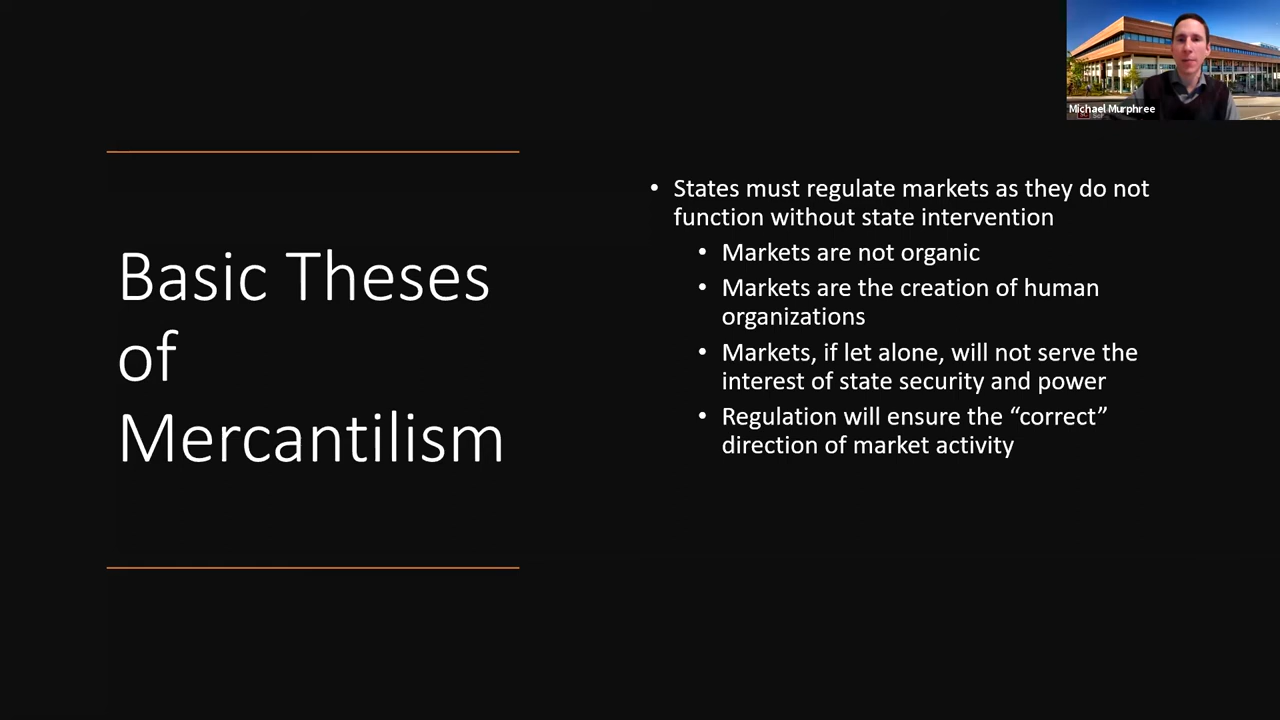 Michael Murphree
Basic Theses
of
Mercantilism
• States must regulate markets as they do not
function without state intervention
• Markets are not organic
• Markets are the creation of human
organizations
• Markets, if let alone, will not serve the
interest of state security and power
• Regulation will ensure the “correct”
direction of market activity